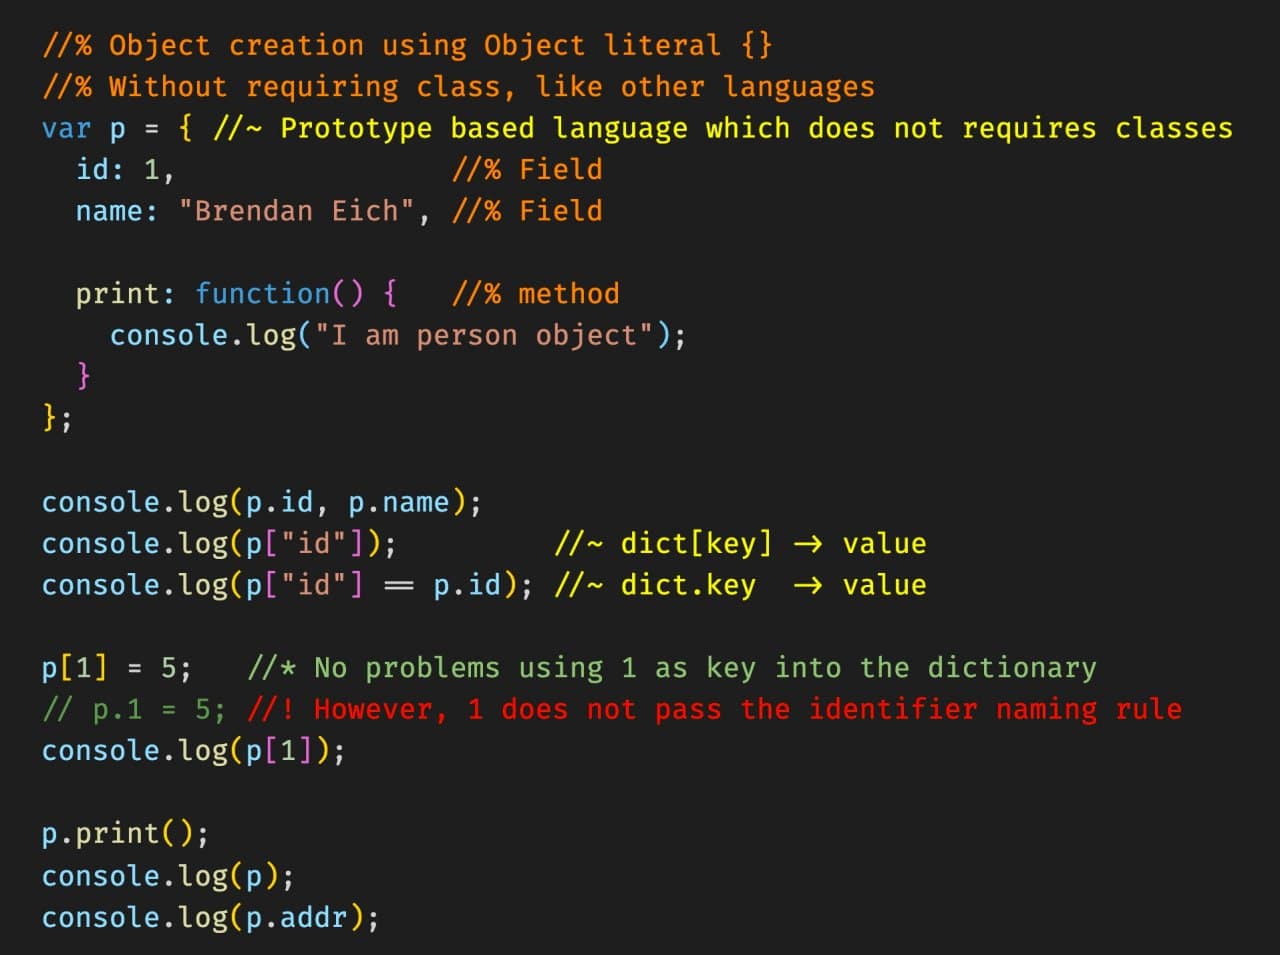 //% Object creation using Object literal {}
//% Without requiring class, like other languages
var p = { //~ Prototype based language which does not requires classes
  id: 1,                //% Field
  name: "Brendan Eich", //% Field

  print: function() {   //% method
    console.log("I am person object");
  }
};

console.log(p.id, p.name);
console.log(p["id"]);         //~ dict[key] -> value
console.log(p["id"] == p.id); //~ dict.key  -> value

p[1] = 5;   //* No problems using 1 as key into the dictionary
// p.1 = 5; //! However, 1 does not pass the identifier naming rule
console.log(p[1]);

p.print();
console.log(p);
console.log(p.addr);